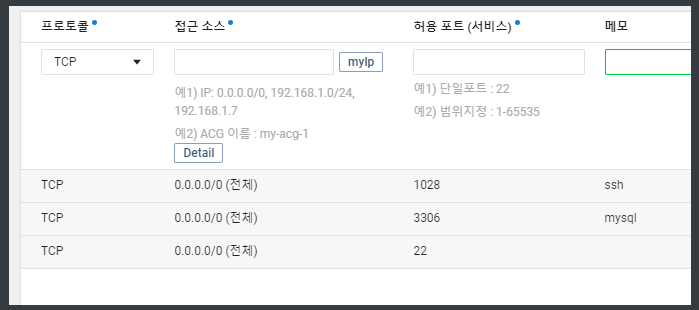 프로토콜 접근 소스 허용 포트 (서비스) 메모
TCP myIp
예1) IP: 0.0.0.0/0, 192.168.1.0/24, 예1) 단일포트 : 22
192.168.1.7 예2) 범위지정 : 1-65535
예2) ACG 이름 : my-acg-1
Detail
TCP 0.0.0.0/0 (전체) 1028 ssh
TCP 0.0.0.0/0 (전체) 3306 mysql
TCP 0.0.0.0/0 (전체) 22